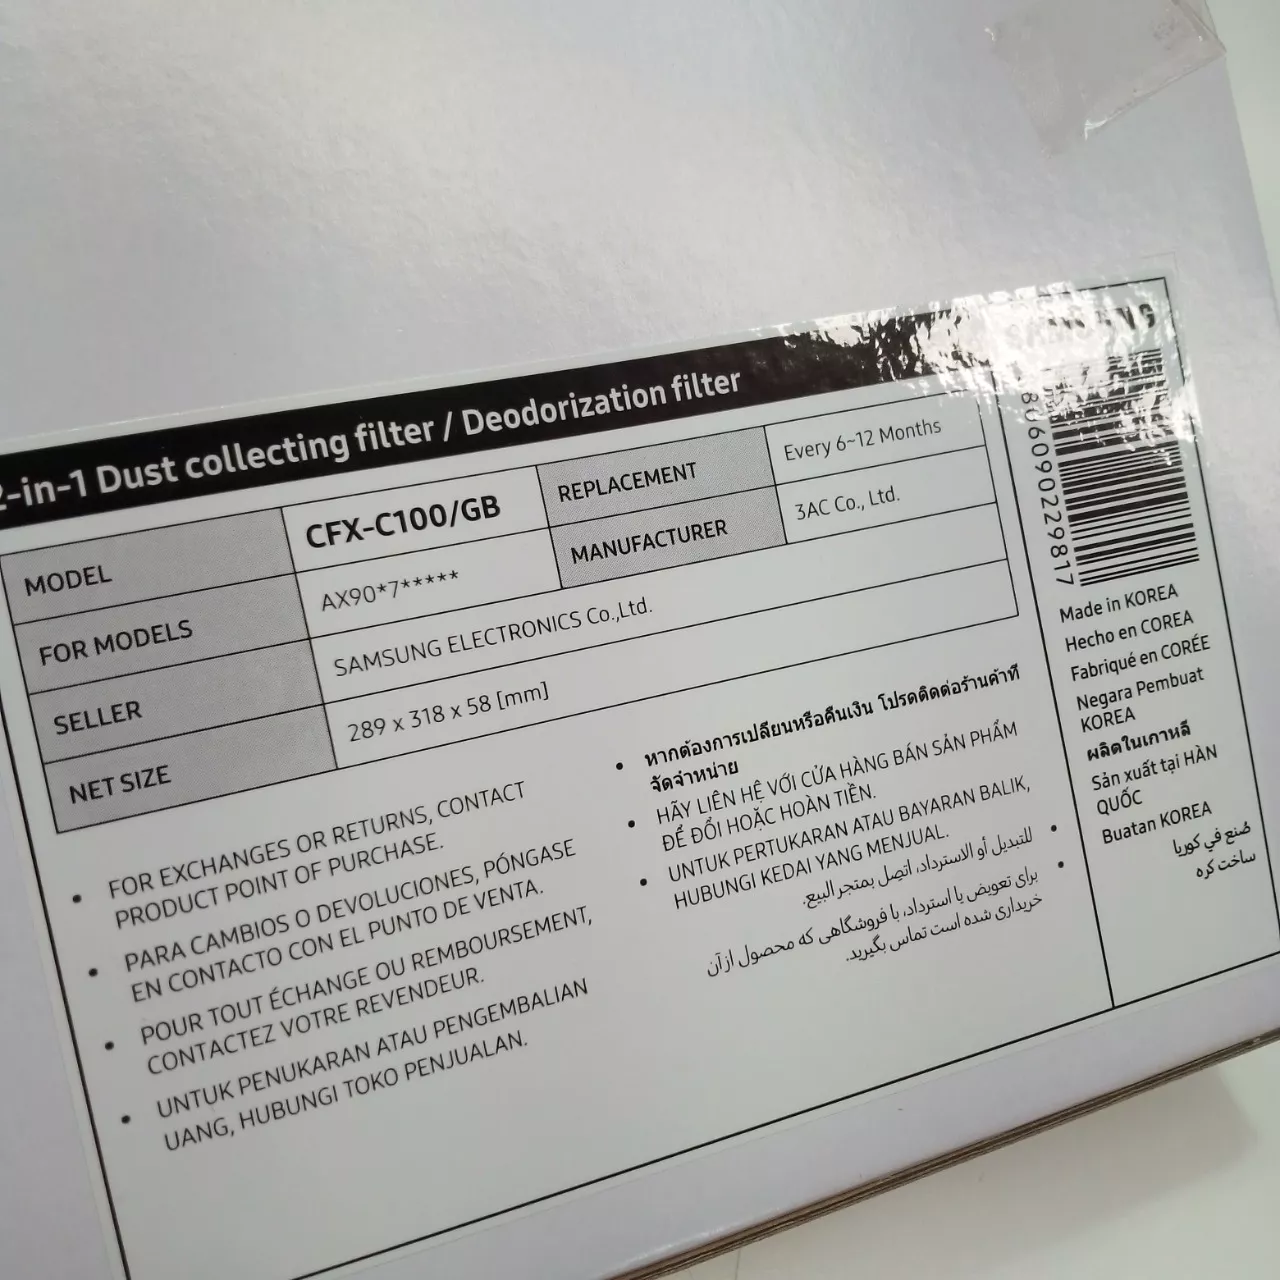 2-in-1 Dust collecting filter / Deodorization filter
SAMSUNG
MODEL
CFX-C100/GB
REPLACEMENT
Every 6~12 Months
FOR MODELS
AX90*7*****
MANUFACTURER
3AC Co., Ltd.
SELLER
SAMSUNG ELECTRONICS Co.,Ltd.
NET SIZE
289 x 318 x 58 [mm]
• FOR EXCHANGES OR RETURNS, CONTACT
PRODUCT POINT OF PURCHASE.
• PARA CAMBIOS O DEVOLUCIONES, PÓNGASE
EN CONTACTO CON EL PUNTO DE VENTA.
• POUR TOUT ÉCHANGE OU REMBOURSEMENT,
CONTACTEZ VOTRE REVENDEUR.
• UNTUK PENUKARAN ATAU PENGEMBALIAN
UANG, HUBUNGI TOKO PENJUALAN.
• หากต้องการเปลี่ยนหรือคืนเงิน โปรดติดต่อร้านค้าที่
จัดจำหน่าย
• HÃY LIÊN HỆ VỚI CỬA HÀNG BÁN SẢN PHẨM
ĐỂ ĐỔI HOẶC HOÀN TIỀN.
• UNTUK PERTUKARAN ATAU BAYARAN BALIK,
HUBUNGI KEDAI YANG MENJUAL.
• للتبديل أو الاسترداد، اتصل بمتجر البيع.
• برای تعویض یا استرداد، با فروشگاهی که محصول از آن
خریداری شده است تماس بگیرید.
8060902229817
Made in KOREA
Hecho en COREA
Fabriqué en CORÉE
Negara Pembuat
KOREA
ผลิตในเกาหลี
Sản xuất tại HÀN
QUỐC
Buatan KOREA
صُنع في كوريا
ساخت کره